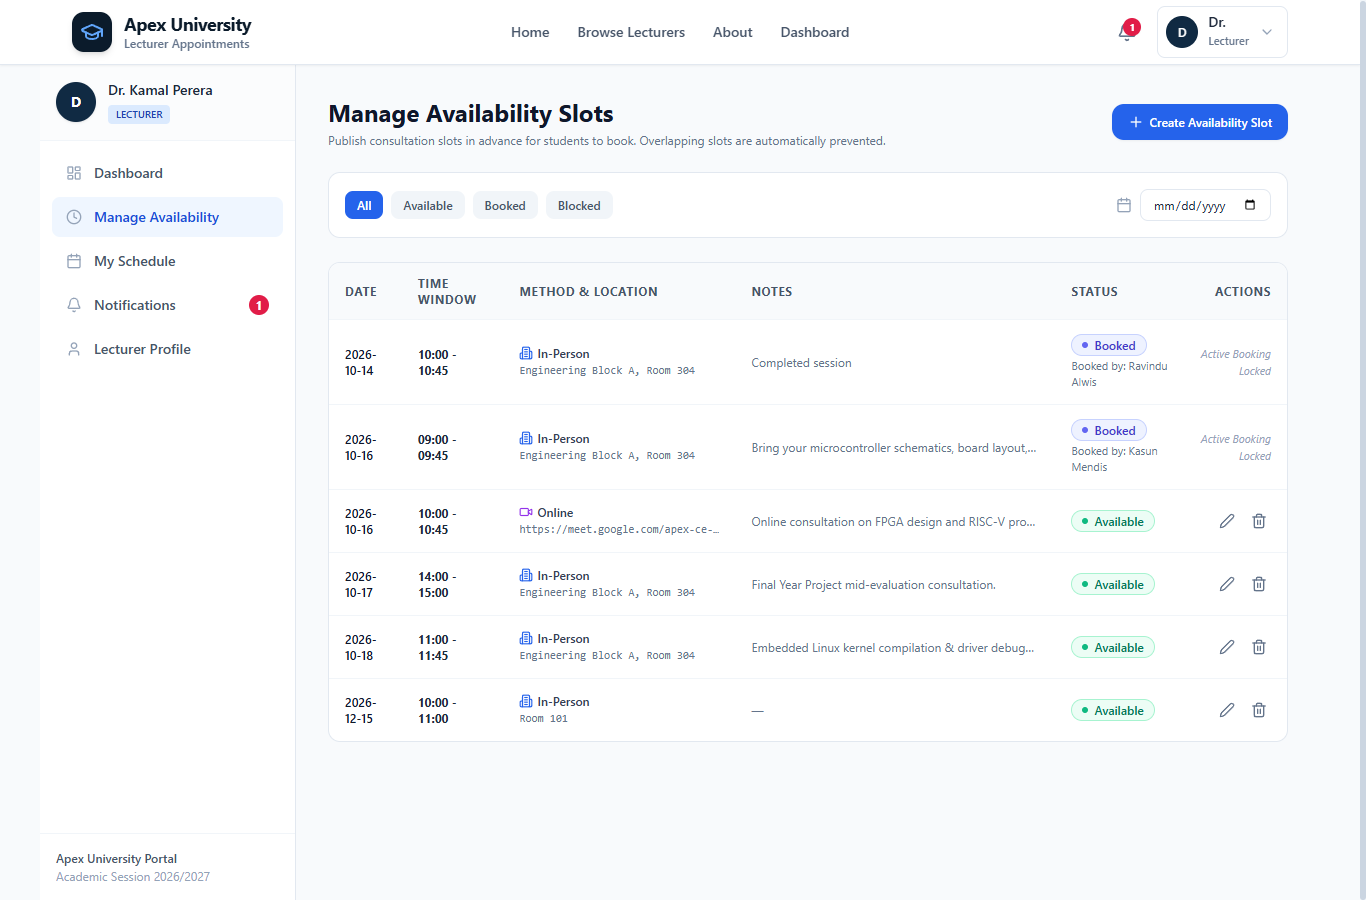 Apex University
Lecturer Appointments
Home
Browse Lecturers
About
Dashboard
1
D
Dr.
Lecturer
D
Dr. Kamal Perera
LECTURER
Dashboard
Manage Availability
My Schedule
Notifications
1
Lecturer Profile
Apex University Portal
Academic Session 2026/2027
Manage Availability Slots
Publish consultation slots in advance for students to book. Overlapping slots are automatically prevented.
Create Availability Slot
All
Available
Booked
Blocked
mm/dd/yyyy
DATE
TIME
WINDOW
METHOD & LOCATION
NOTES
STATUS
ACTIONS
2026-
10-14
10:00 -
10:45
In-Person
Engineering Block A, Room 304
Completed session
Booked
Booked by: Ravindu
Alwis
Active Booking
Locked
2026-
10-16
09:00 -
09:45
In-Person
Engineering Block A, Room 304
Bring your microcontroller schematics, board layout,...
Booked
Booked by: Kasun
Mendis
Active Booking
Locked
2026-
10-16
10:00 -
10:45
Online
https://meet.google.com/apex-ce-…
Online consultation on FPGA design and RISC-V pro...
Available
2026-
10-17
14:00 -
15:00
In-Person
Engineering Block A, Room 304
Final Year Project mid-evaluation consultation.
Available
2026-
10-18
11:00 -
11:45
In-Person
Engineering Block A, Room 304
Embedded Linux kernel compilation & driver debug...
Available
2026-
12-15
10:00 -
11:00
In-Person
Room 101
—
Available